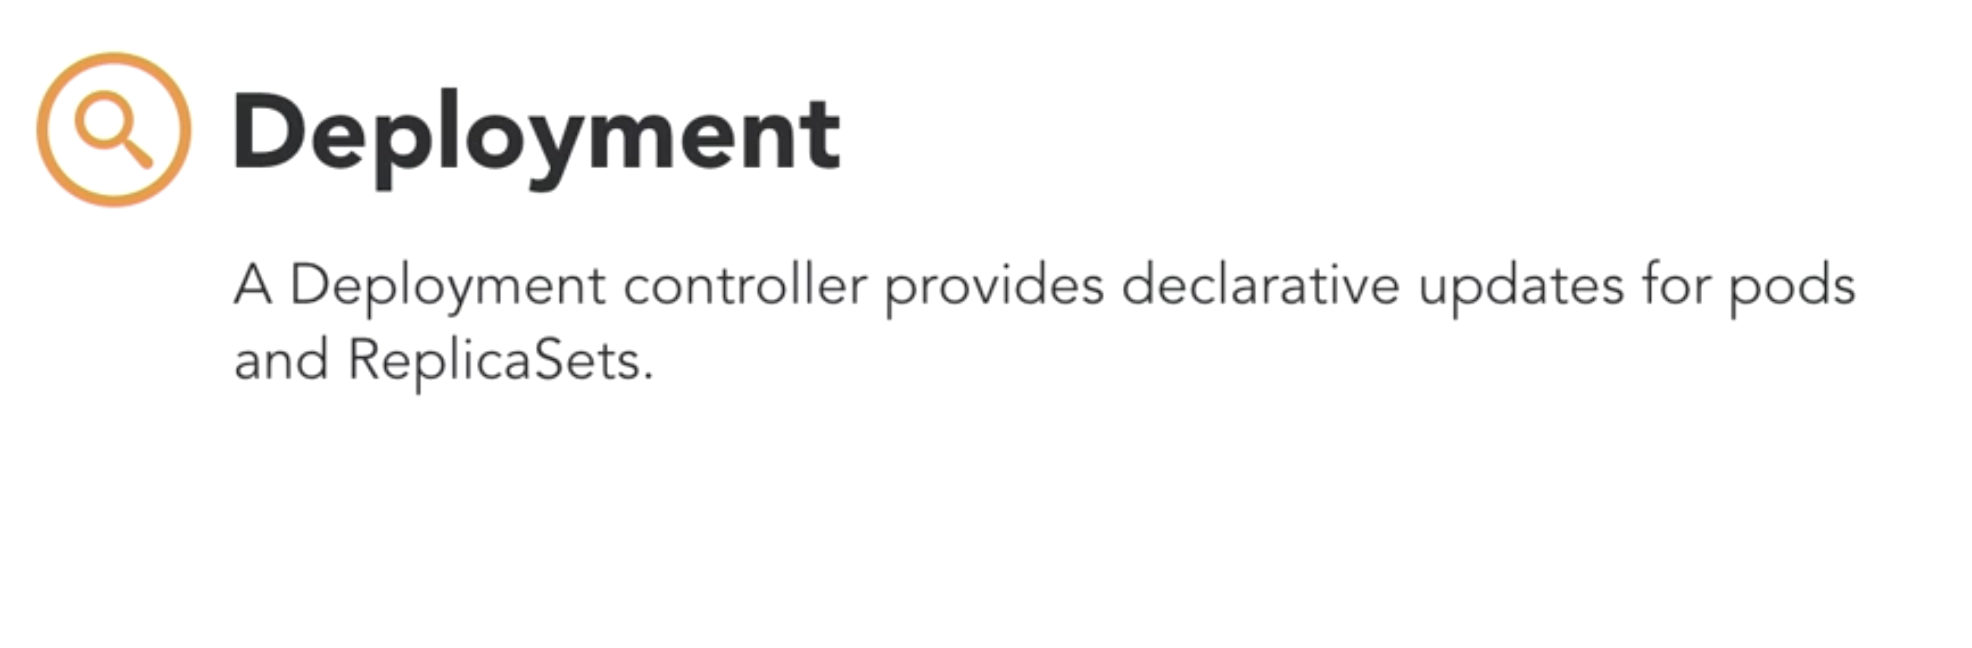 Deployment
A Deployment controller provides declarative updates for pods
and ReplicaSets.